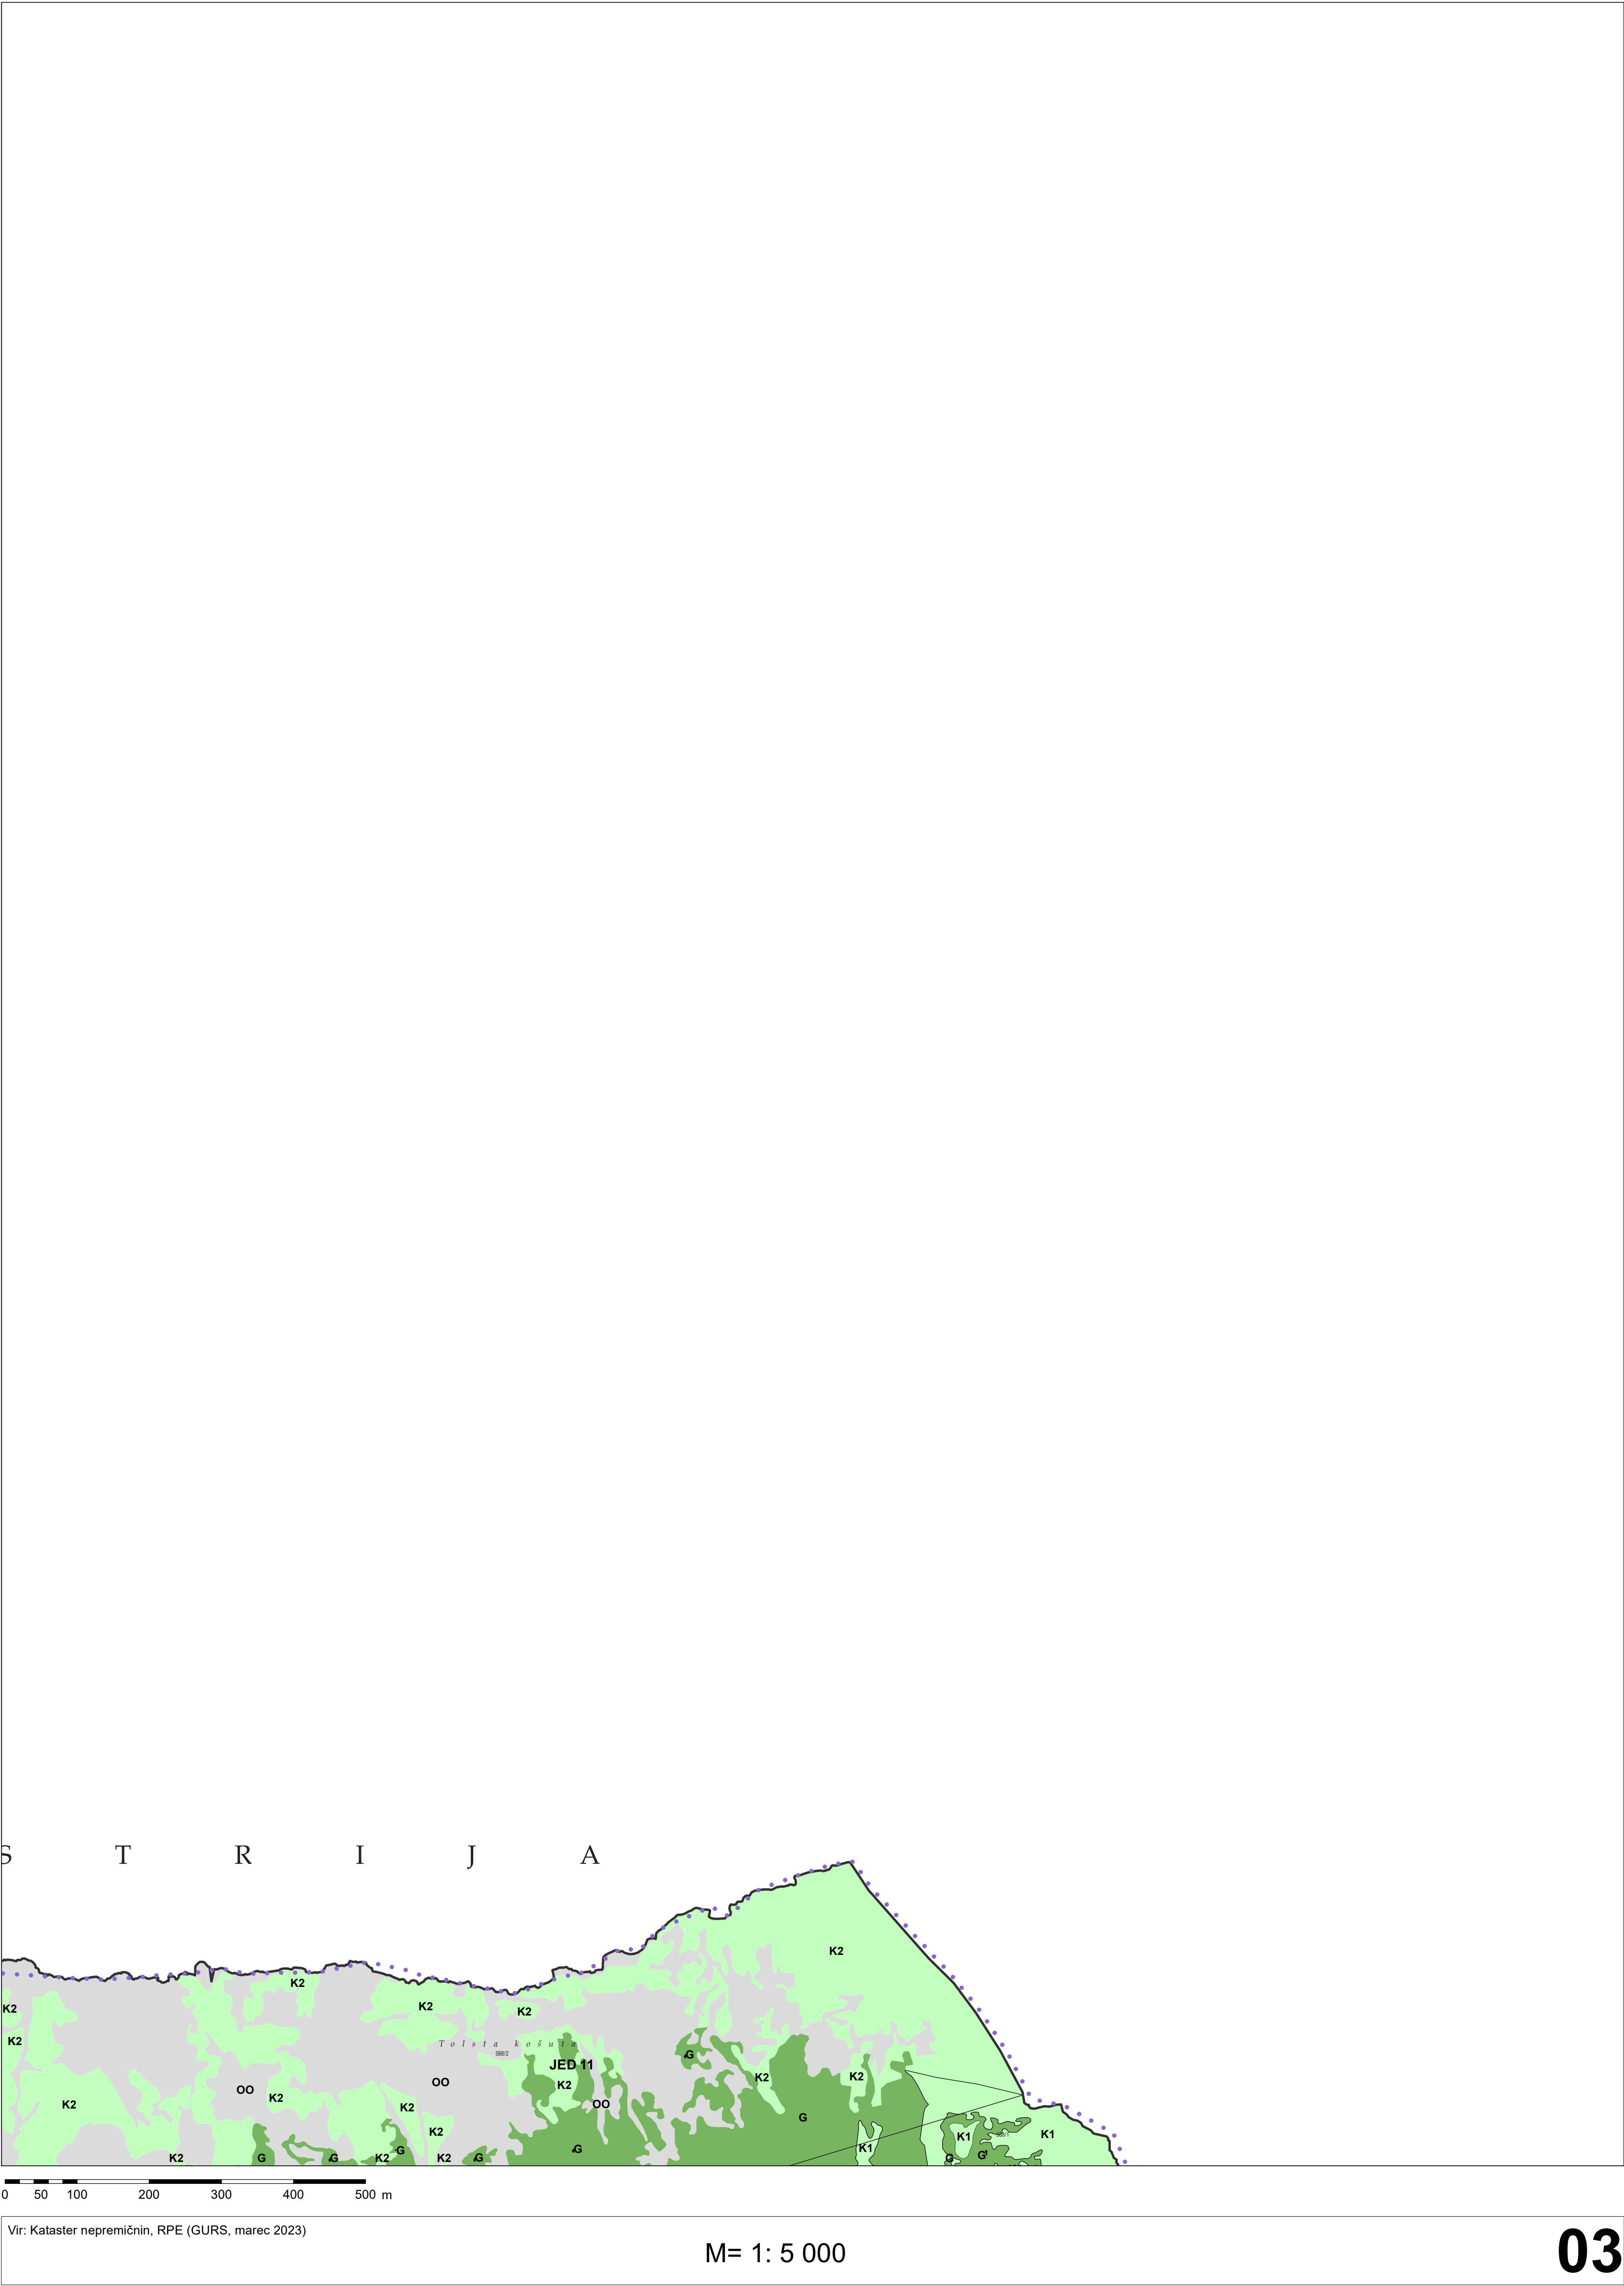 S T R I J A
K2
K2
K2
K2
K2
K2
Tolsta košuta
588/2
JED 11
G
K2
K2
K2
OO
OO
K2
K2
K2
OO
G
K2
K1
K1
G
K1
K2
G
G
K2
G
K2
G
G
G
G
0 50 100 200 300 400 500 m
Vir: Kataster nepremičnin, RPE (GURS, marec 2023)
M= 1: 5 000
03